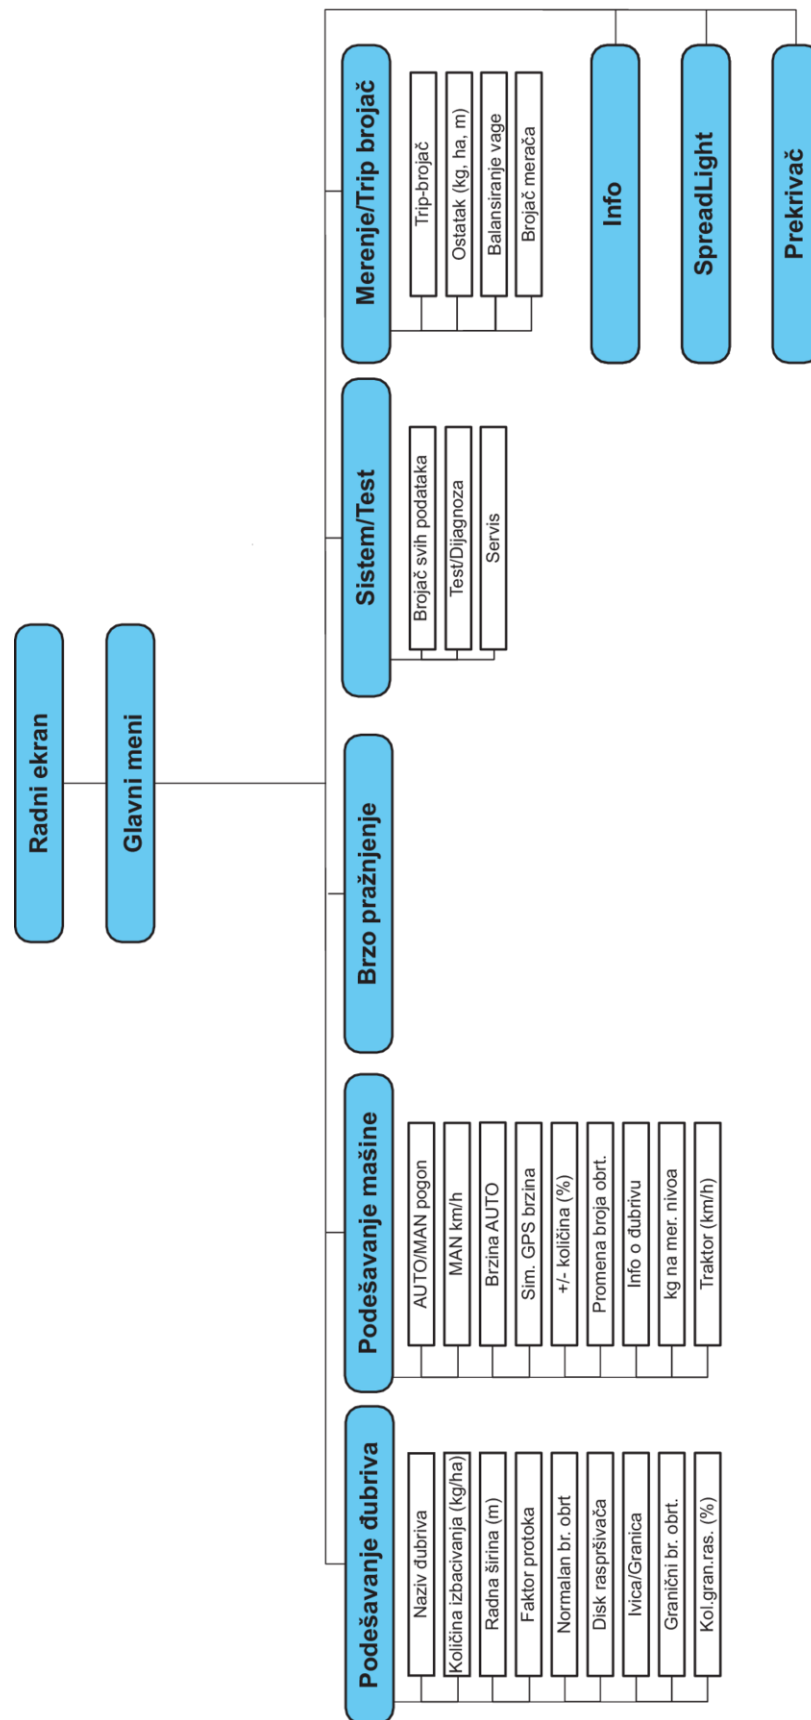 Radni ekran
Glavni meni
Podešavanje đubriva
Naziv đubriva
Količina izbacivanja (kg/ha)
Radna širina (m)
Faktor protoka
Normalan br. obrt
Disk raspršivača
Ivica/Granica
Granični br. obrt.
Kol.gran.ras. (%)
Podešavanje mašine
AUTO/MAN pogon
MAN km/h
Brzina AUTO
Sim. GPS brzina
+/- količina (%)
Promena broja obrt.
Info o đubrivu
kg na mer. nivoa
Traktor (km/h)
Brzo pražnjenje
Sistem/Test
Brojač svih podataka
Test/Dijagnoza
Servis
Merenje/Trip brojač
Trip-brojač
Ostatak (kg, ha, m)
Balansiranje vage
Brojač merača
Info
SpreadLight
Prekrivač